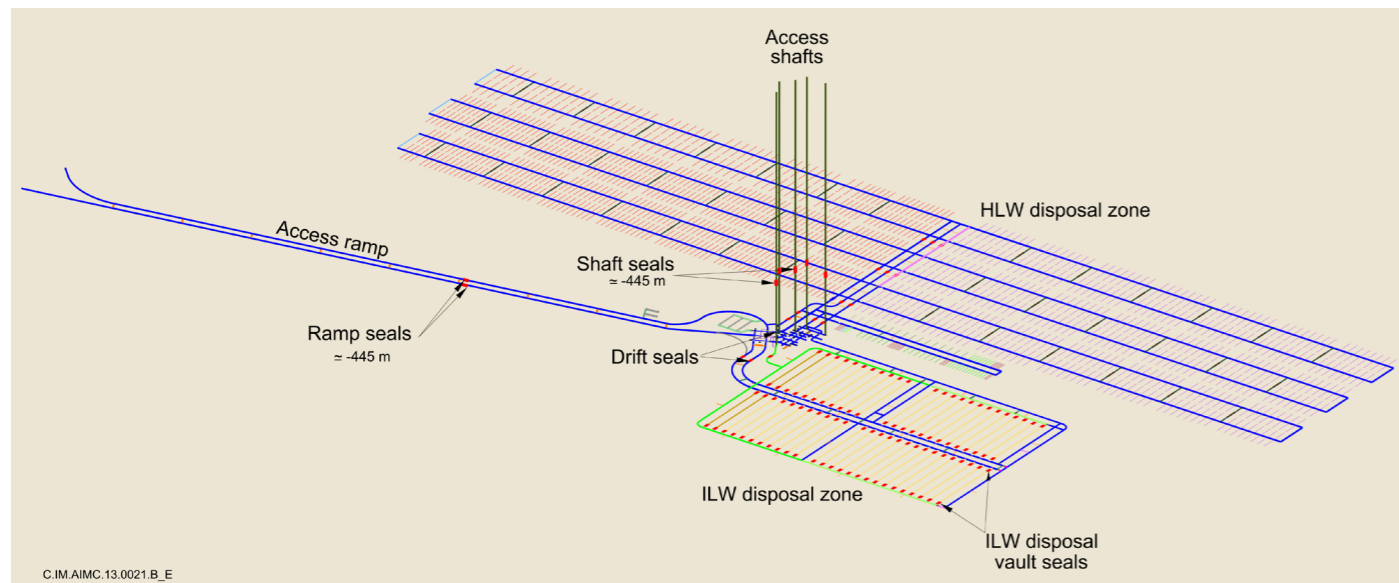 Access
shafts
HLW disposal zone
Access ramp
Shaft seals
≃ -445 m
Ramp seals
≃ -445 m
Drift seals
ILW disposal zone
ILW disposal
vault seals
C.IM.AIMC.13.0021.B_E